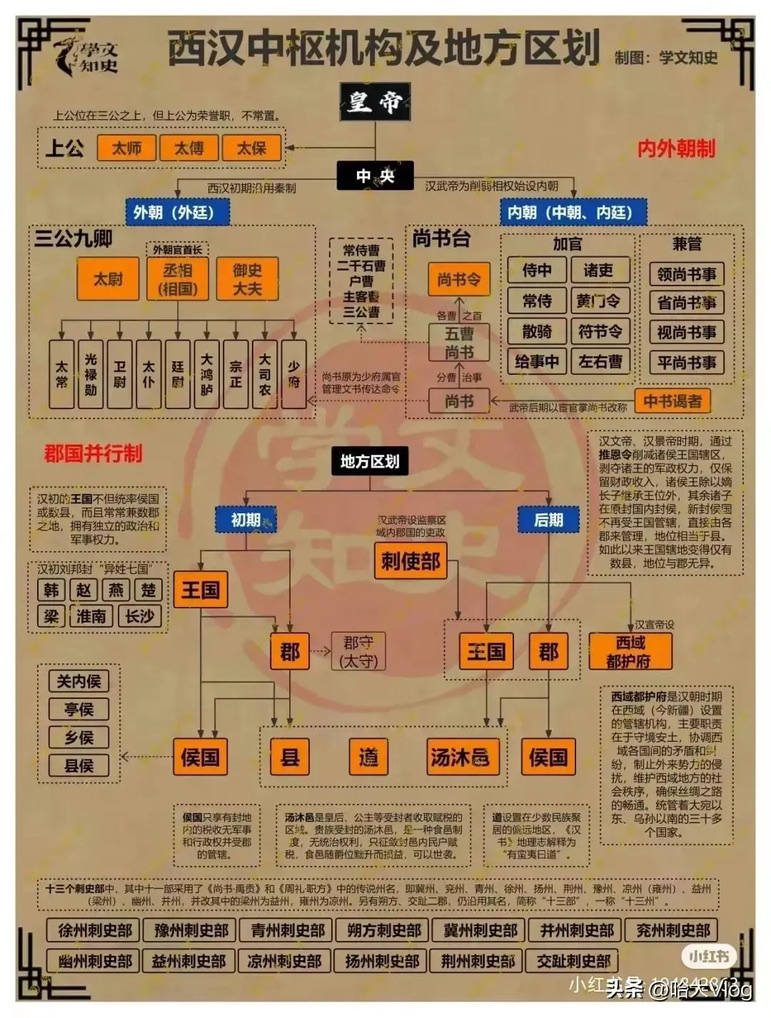 學文
知史
西汉中枢机构及地方区划
制图：学文知史
皇帝
上公位在三公之上，但上公为荣誉职，不常置。
上公
太师
太傅
太保
内外朝制
中央
西汉初期沿用秦制
汉武帝为削弱相权始设内朝
外朝（外廷）
内朝（中朝、内廷）
三公九卿
外朝官首长
太尉
丞相
(相国)
御史
大夫
太常
光禄勋
卫尉
太仆
廷尉
大鸿胪
宗正
大司农
少府
常侍曹
二千石曹
户曹
主客曹
三公曹
尚书原为少府属官
管理文书传达命令
尚书台
尚书令
各曹之首
五曹
尚书
分曹治事
尚书
加官
侍中
诸吏
常侍
黄门令
散骑
符节令
给事中
左右曹
兼管
领尚书事
省尚书事
视尚书事
平尚书事
武帝后期以宦官掌尚书改称
中书谒者
郡国并行制
地方区划
汉初的王国不但统率侯国
或数县，而且常常兼数郡
之地，拥有独立的政治和
军事权力。
汉初刘邦封“异姓七国”
韩
赵
燕
楚
梁
淮南
长沙
初期
王国
郡
郡守
(太守)
汉武帝设监察区
域内郡国的吏政
刺使部
后期
王国
郡
汉宣帝设
西域
都护府
汉文帝、汉景帝时期，通过
推恩令削减诸侯王国辖区，
剥夺诸王的军政权力，仅保
留财政收入，诸侯王除以嫡
长子继承王位外，其余诸子
在原封国内封侯，新封侯国
不再受王国管辖，直接由各
郡来管理，地位相当于县。
如此以来王国辖地变得仅有
数县，地位与郡无异。
关内侯
亭侯
乡侯
县侯
侯国
县
道
汤沐邑
侯国
西域都护府是汉朝时期
在西域（今新疆）设置
的管辖机构，主要职责
在于守境安土，协调西
域各国间的矛盾和纠
纷，制止外来势力的侵
扰，维护西域地方的社
会秩序，确保丝绸之路
的畅通。统管着大宛以
东、乌孙以南的三十多
个国家。
侯国只享有封地
内的税收无军事
和行政权并受郡
的管辖。
汤沐邑是皇后、公主等受封者收取赋税的
区域。贵族受封的汤沐邑，是一种食邑制
度，无统治权利，只征敛封邑内民户赋
税，食邑随爵位黜升而损益，可以世袭。
道设置在少数民族聚
居的偏远地区，《汉
书》地理志解释为
“有蛮夷曰道”。
十三个刺史部中，其中十一部采用了《尚书·禹贡》和《周礼·职方》中的传说州名，即冀州、兖州、青州、徐州、扬州、荆州、豫州、凉州（雍州）、益州
（梁州）、幽州、并州，并改其中的梁州为益州，雍州为凉州。另有朔方、交趾二郡，仍沿用其名，简称“十三部”，一称“十三州”。
徐州刺史部
豫州刺史部
青州刺史部
朔方刺史部
冀州刺史部
并州刺史部
兖州刺史部
幽州刺史部
益州刺史部
凉州刺史部
扬州刺史部
荆州刺史部
交趾刺史部
学文
知史
小红书
小红书号
头条 @哈天Vlog